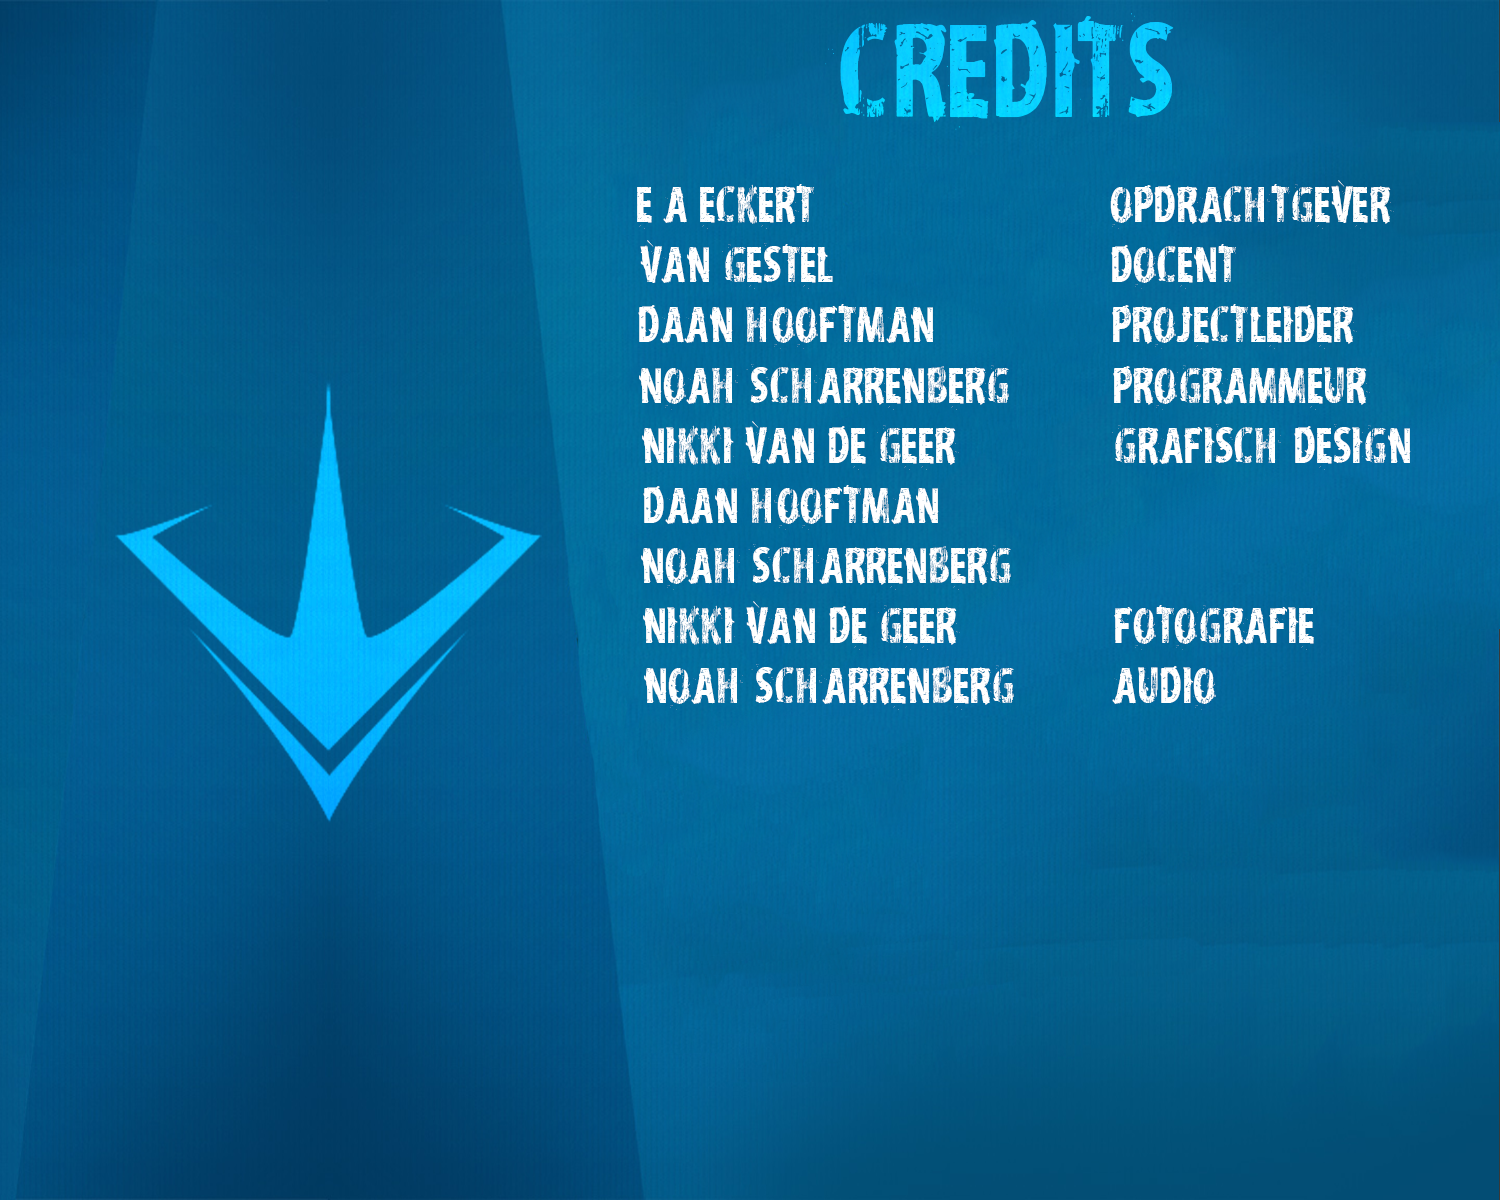 CREDITS
E A ECKERT OPDRACHTGEVER
VAN GESTEL DOCENT
DAAN HOOFTMAN PROJECTLEIDER
NOAH SCHARRENBERG PROGRAMMEUR
NIKKI VAN DE GEER GRAFISCH DESIGN
DAAN HOOFTMAN
NOAH SCHARRENBERG
NIKKI VAN DE GEER FOTOGRAFIE
NOAH SCHARRENBERG AUDIO